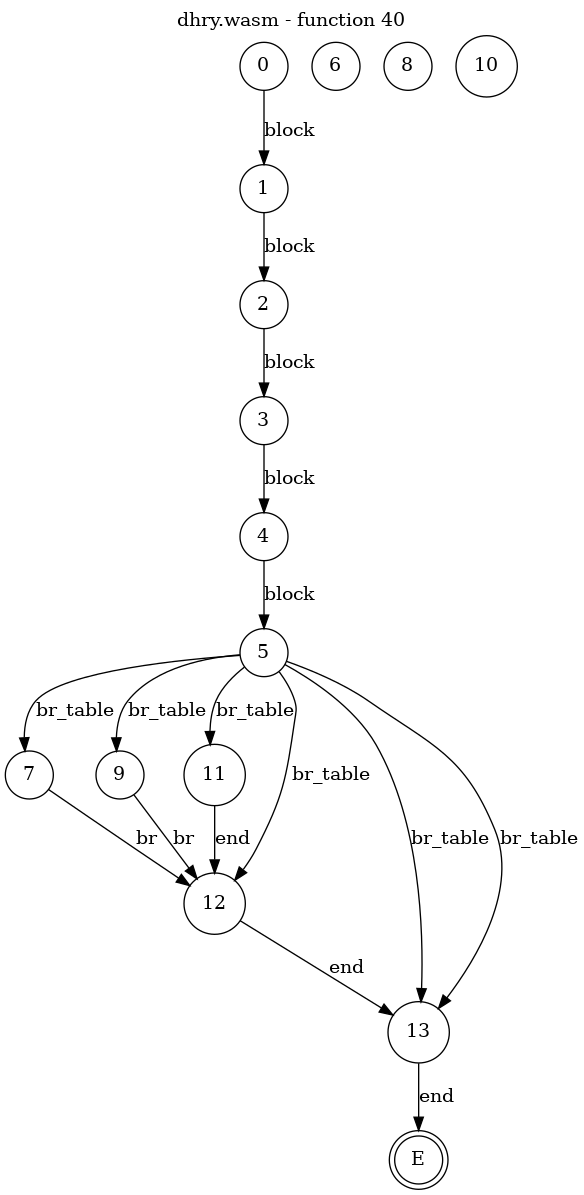 dhry.wasm - function 40
0 6 8 10
block
1
block
2
block
3
block
4
block
5
br_table br_table br_table
7 9 11 br_table
br br end br_table br_table
12
end
13
end
E